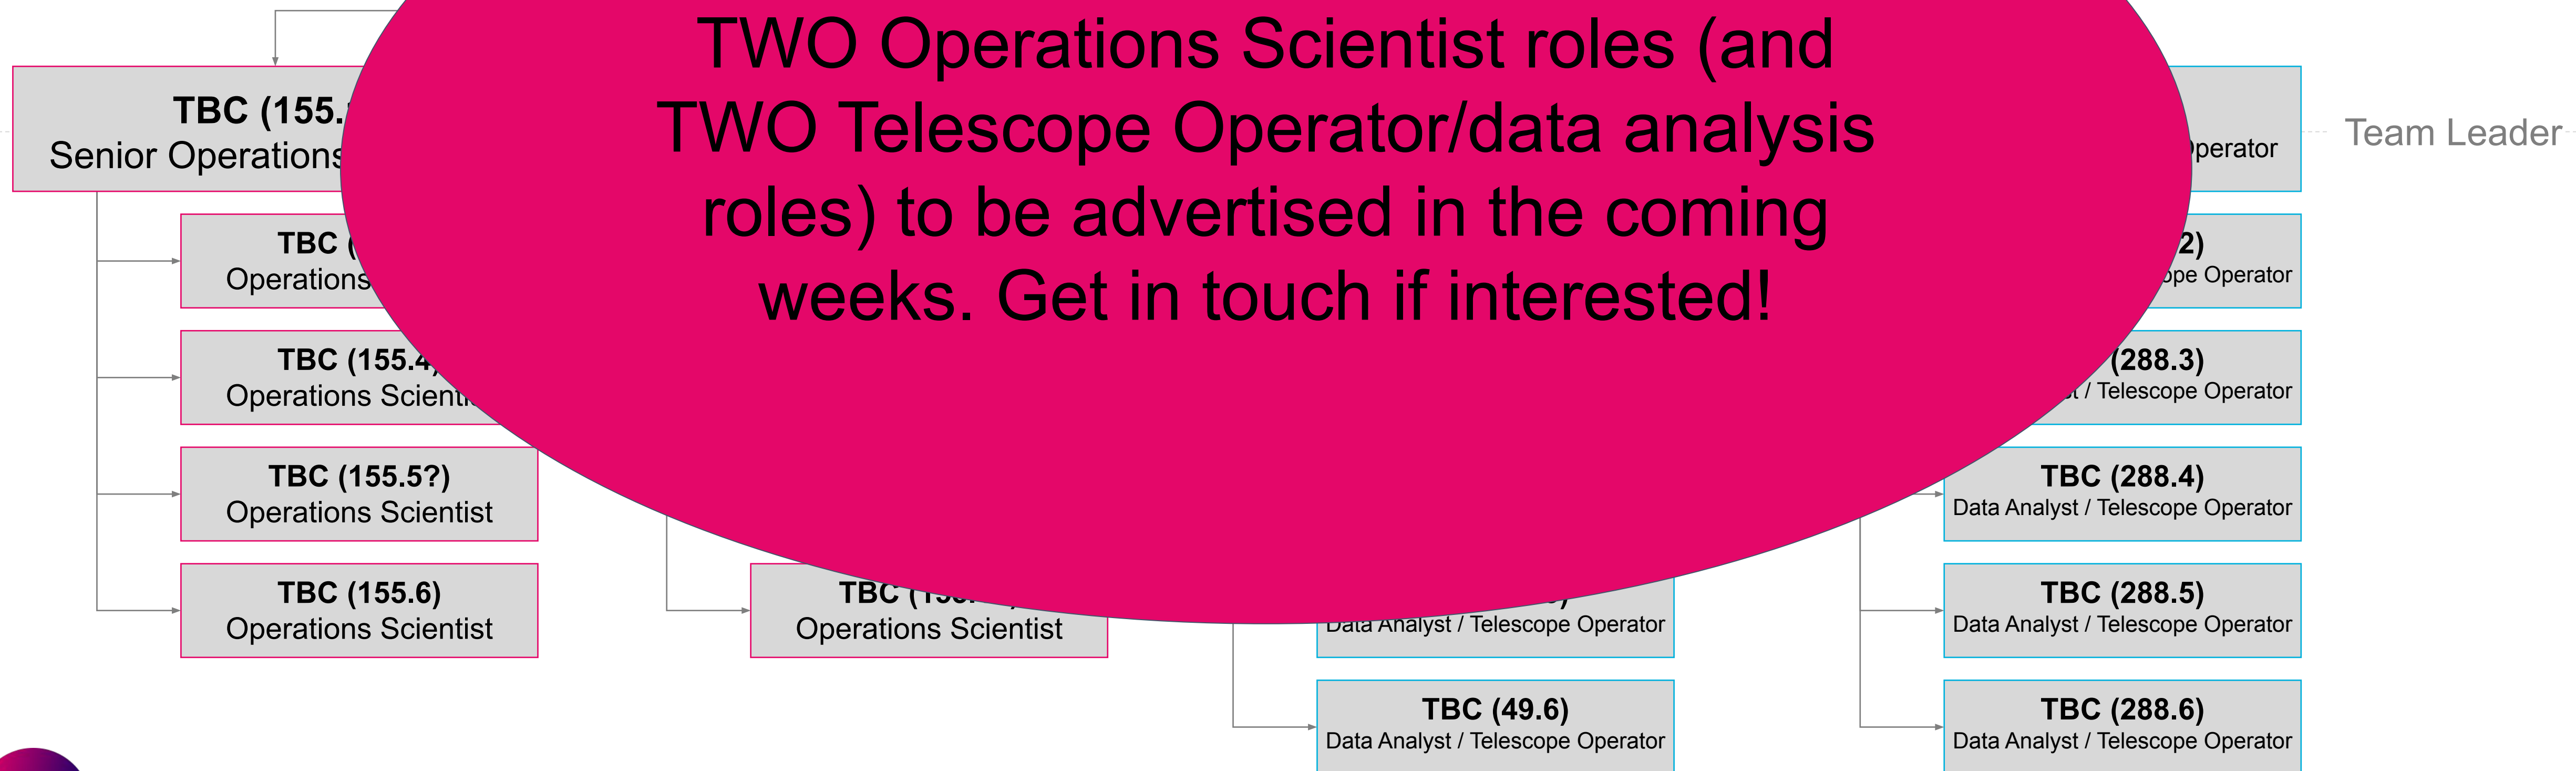 TWO Operations Scientist roles (and
TWO Telescope Operator/data analysis
roles) to be advertised in the coming
weeks. Get in touch if interested!
TBC (155.
Senior Operations
TBC (
Operations
TBC (155.4)
Operations
TBC (155.5?)
Operations Scientist
TBC (155.6)
Operations Scientist
TBC
Operations Scientist
Data Analyst / Telescope Operator
TBC (49.6)
Data Analyst / Telescope Operator
Operator
Team Leader
2)
Operator
(288.3)
/ Telescope Operator
TBC (288.4)
Data Analyst / Telescope Operator
TBC (288.5)
Data Analyst / Telescope Operator
TBC (288.6)
Data Analyst / Telescope Operator